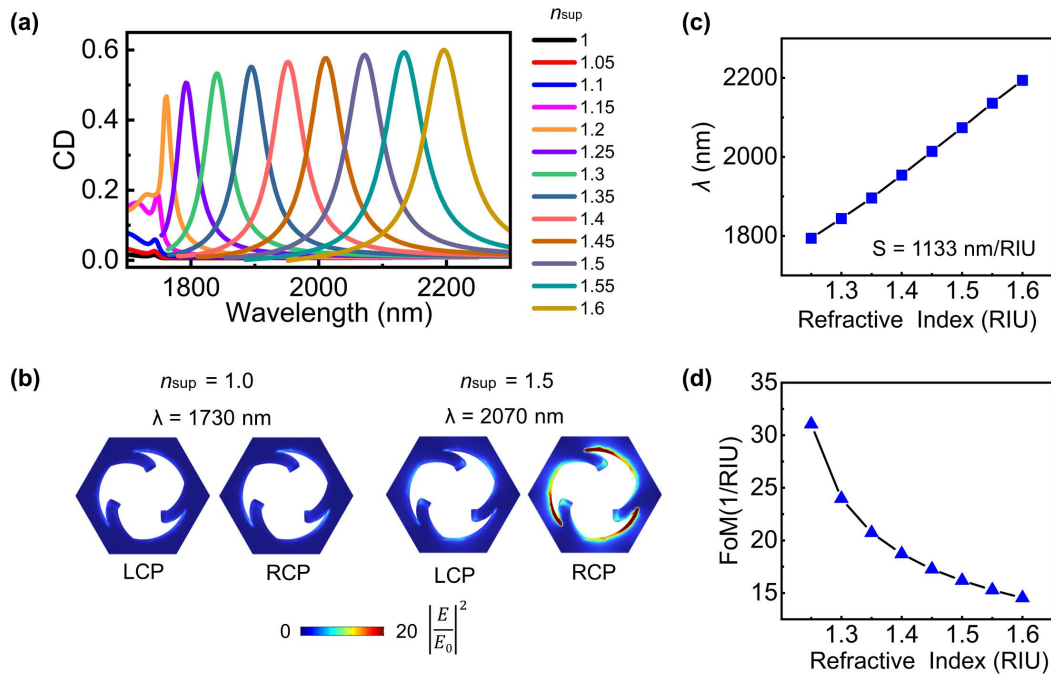 (a)
CD
0.6
0.4
0.2
0.0
1800 2000 2200
Wavelength (nm)
nsup
1
1.05
1.1
1.15
1.2
1.25
1.3
1.35
1.4
1.45
1.5
1.55
1.6
(b)
nsup = 1.0
λ = 1730 nm
LCP RCP
nsup = 1.5
λ = 2070 nm
LCP RCP
0 20 |E/E0|²
(c)
λ (nm)
2200
2000
1800
S = 1133 nm/RIU
1.3 1.4 1.5 1.6
Refractive Index (RIU)
(d)
FoM(1/RIU)
35
30
25
20
15
1.3 1.4 1.5 1.6
Refractive Index (RIU)